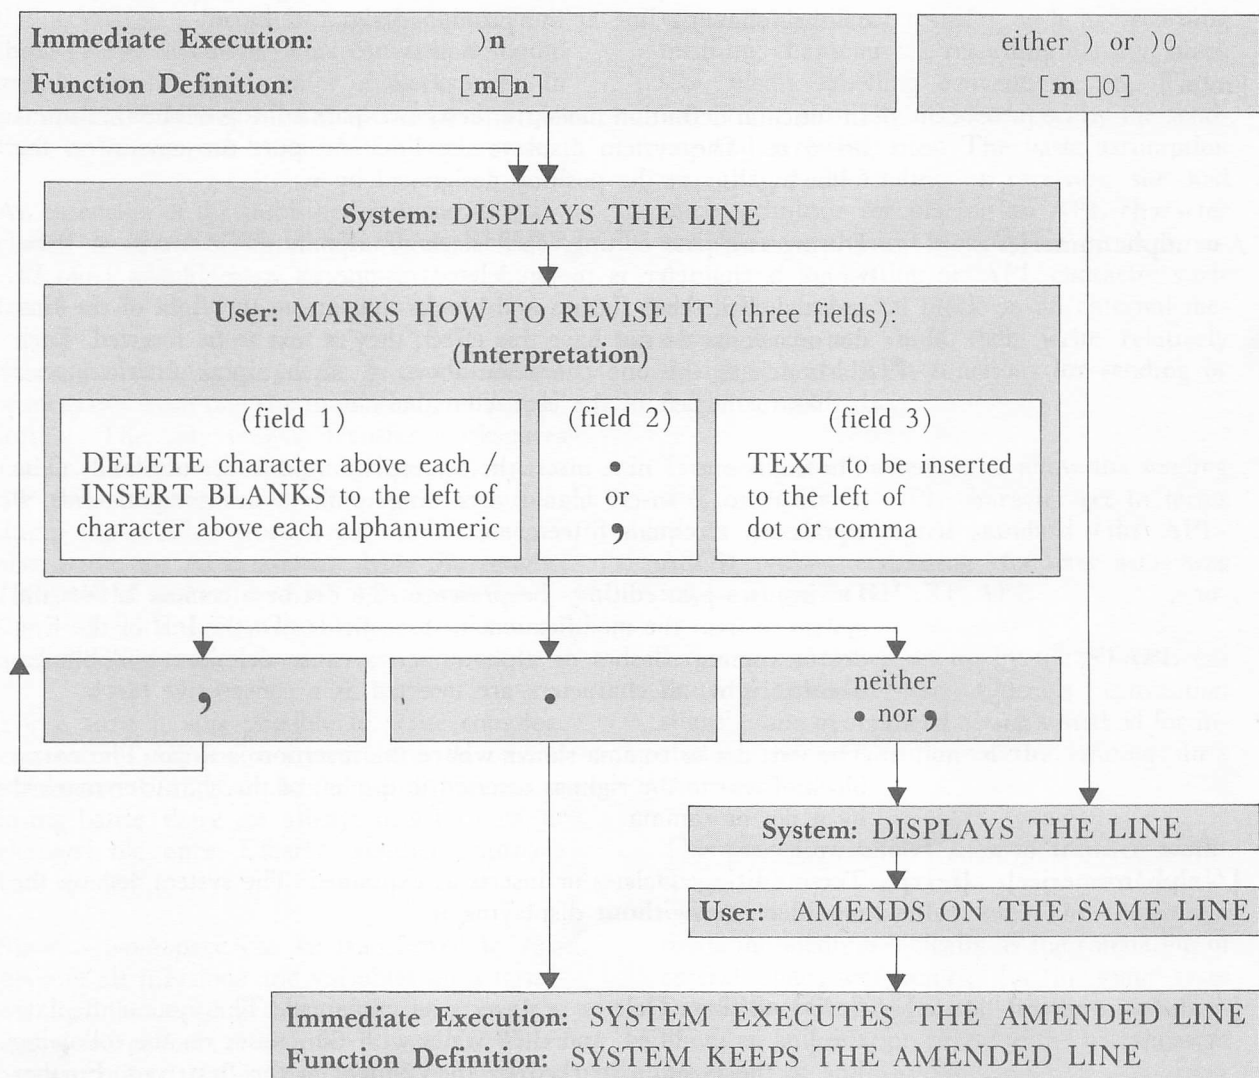 Immediate Execution: )n
Function Definition: [m⎕n]
either ) or )0
[m ⎕0]
System: DISPLAYS THE LINE
User: MARKS HOW TO REVISE IT (three fields):
(Interpretation)
(field 1)
DELETE character above each /
INSERT BLANKS to the left of
character above each alphanumeric
(field 2)
•
or
,
(field 3)
TEXT to be inserted
to the left of
dot or comma
,
•
neither
• nor ,
System: DISPLAYS THE LINE
User: AMENDS ON THE SAME LINE
Immediate Execution: SYSTEM EXECUTES THE AMENDED LINE
Function Definition: SYSTEM KEEPS THE AMENDED LINE